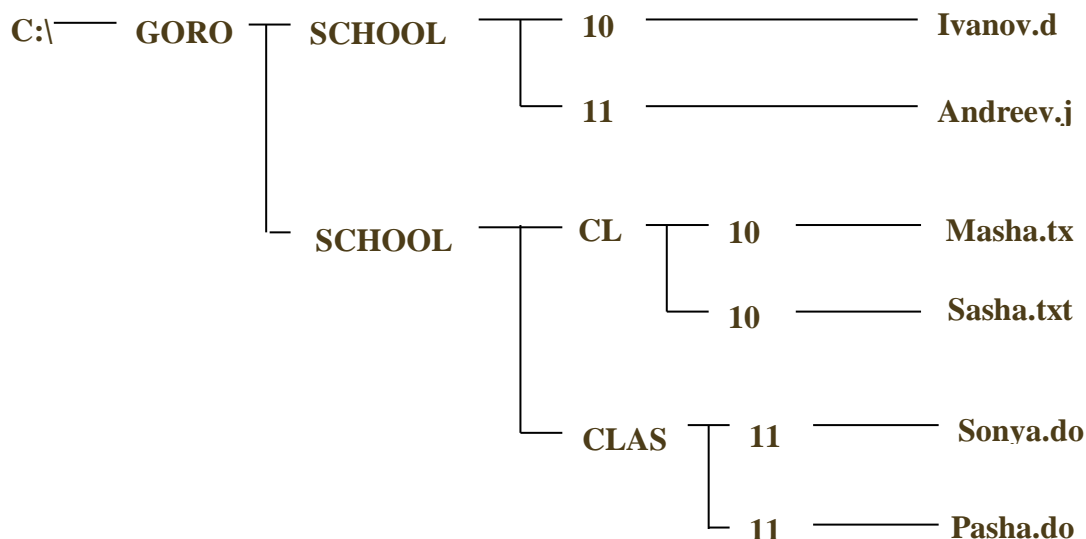 C:\ GORO SCHOOL 10 Ivanov.d
11 Andreev.j
SCHOOL CL 10 Masha.tx
10 Sasha.txt
CLAS 11 Sonya.do
11 Pasha.do